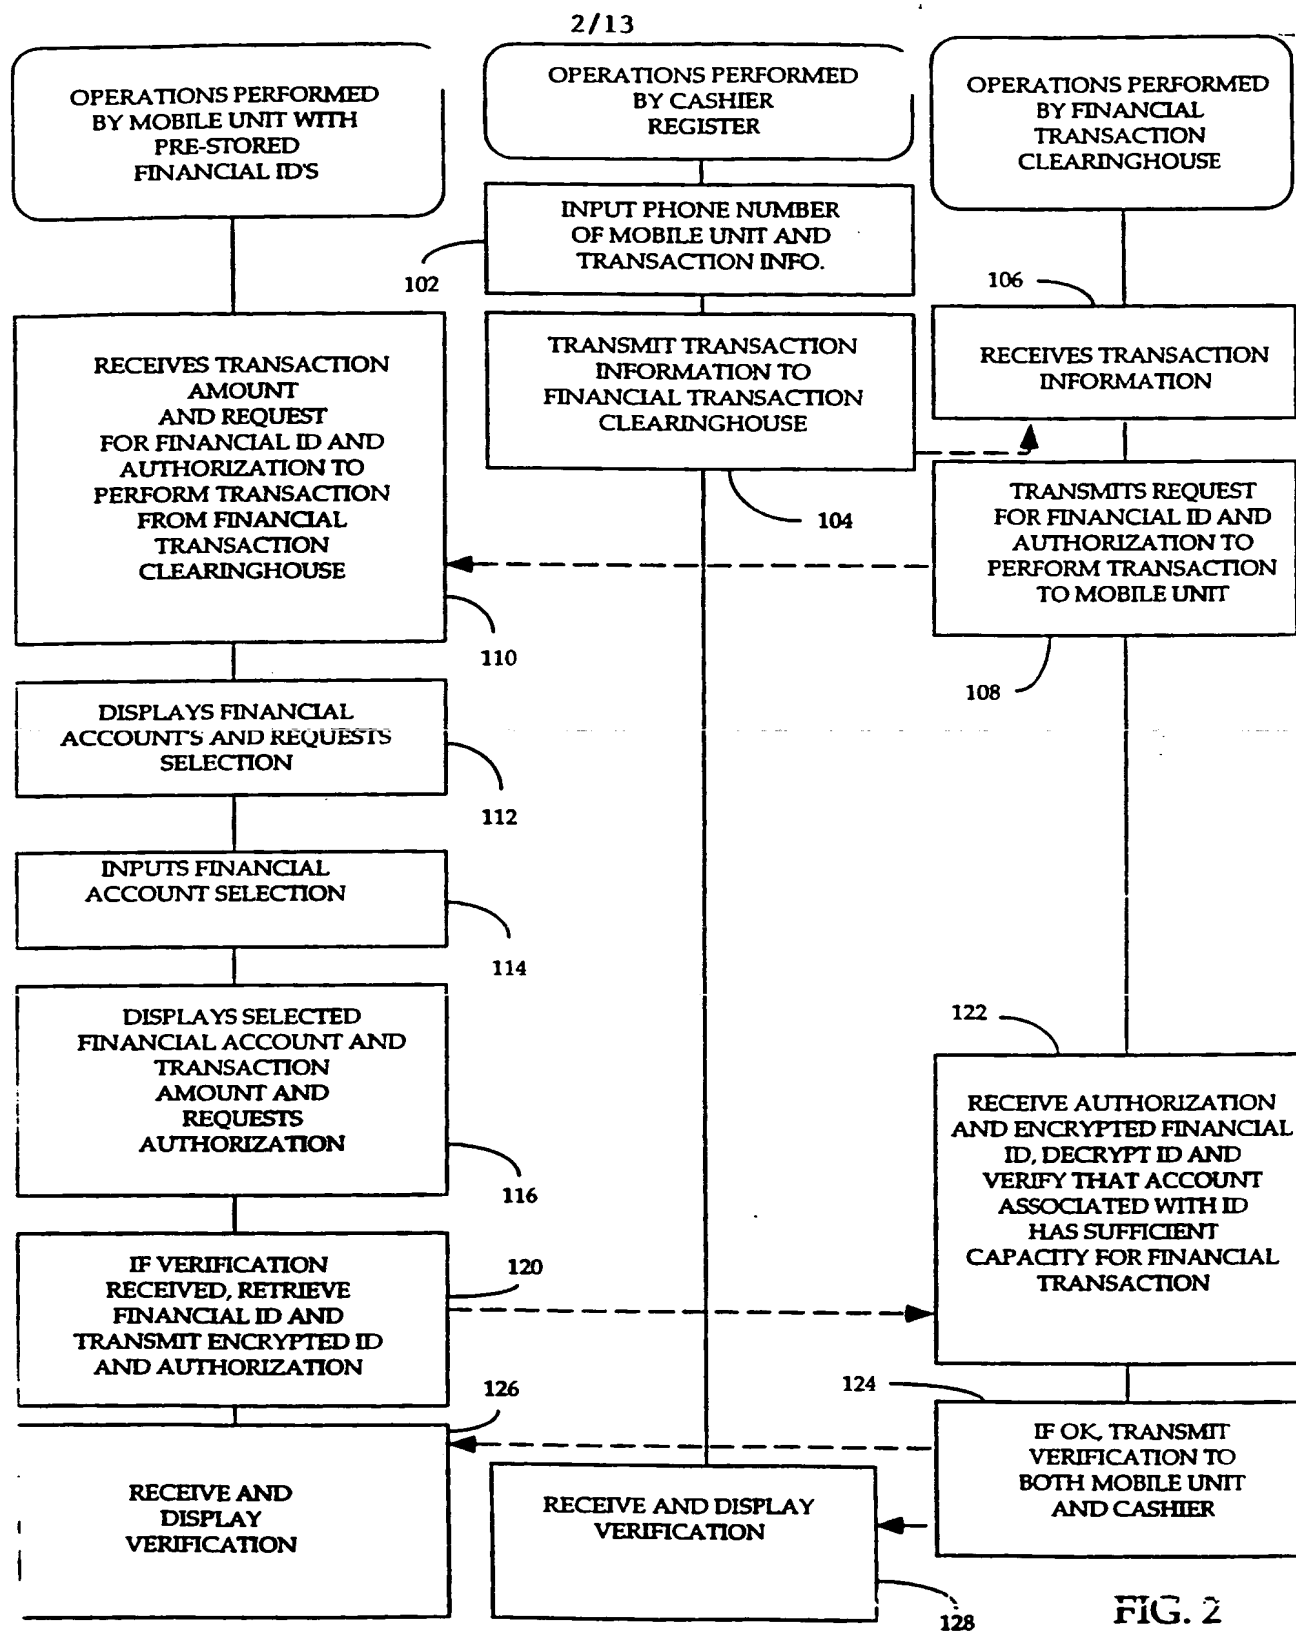 2/13
OPERATIONS PERFORMED
BY MOBILE UNIT WITH
PRE-STORED
FINANCIAL ID'S
RECEIVES TRANSACTION
AMOUNT
AND REQUEST
FOR FINANCIAL ID AND
AUTHORIZATION TO
PERFORM TRANSACTION
FROM FINANCIAL
TRANSACTION
CLEARINGHOUSE
110
DISPLAYS FINANCIAL
ACCOUNT'S AND REQUESTS
SELECTION
112
INPUTS FINANCIAL
ACCOUNT SELECTION
114
DISPLAYS SELECTED
FINANCIAL ACCOUNT AND
TRANSACTION
AMOUNT AND
REQUESTS
AUTHORIZATION
116
IF VERIFICATION
RECEIVED, RETRIEVE
FINANCIAL ID AND
TRANSMIT ENCRYPTED ID
AND AUTHORIZATION
120
126
RECEIVE AND
DISPLAY
VERIFICATION
OPERATIONS PERFORMED
BY CASHIER
REGISTER
INPUT PHONE NUMBER
OF MOBILE UNIT AND
TRANSACTION INFO.
102
TRANSMIT TRANSACTION
INFORMATION TO
FINANCIAL TRANSACTION
CLEARINGHOUSE
104
RECEIVE AND DISPLAY
VERIFICATION
128
OPERATIONS PERFORMED
BY FINANCIAL
TRANSACTION
CLEARINGHOUSE
106
RECEIVES TRANSACTION
INFORMATION
TRANSMITS REQUEST
FOR FINANCIAL ID AND
AUTHORIZATION TO
PERFORM TRANSACTION
TO MOBILE UNIT
108
122
RECEIVE AUTHORIZATION
AND ENCRYPTED FINANCIAL
ID, DECRYPT ID AND
VERIFY THAT ACCOUNT
ASSOCIATED WITH ID
HAS SUFFICIENT
CAPACITY FOR FINANCIAL
TRANSACTION
124
IF OK, TRANSMIT
VERIFICATION TO
BOTH MOBILE UNIT
AND CASHIER
FIG. 2